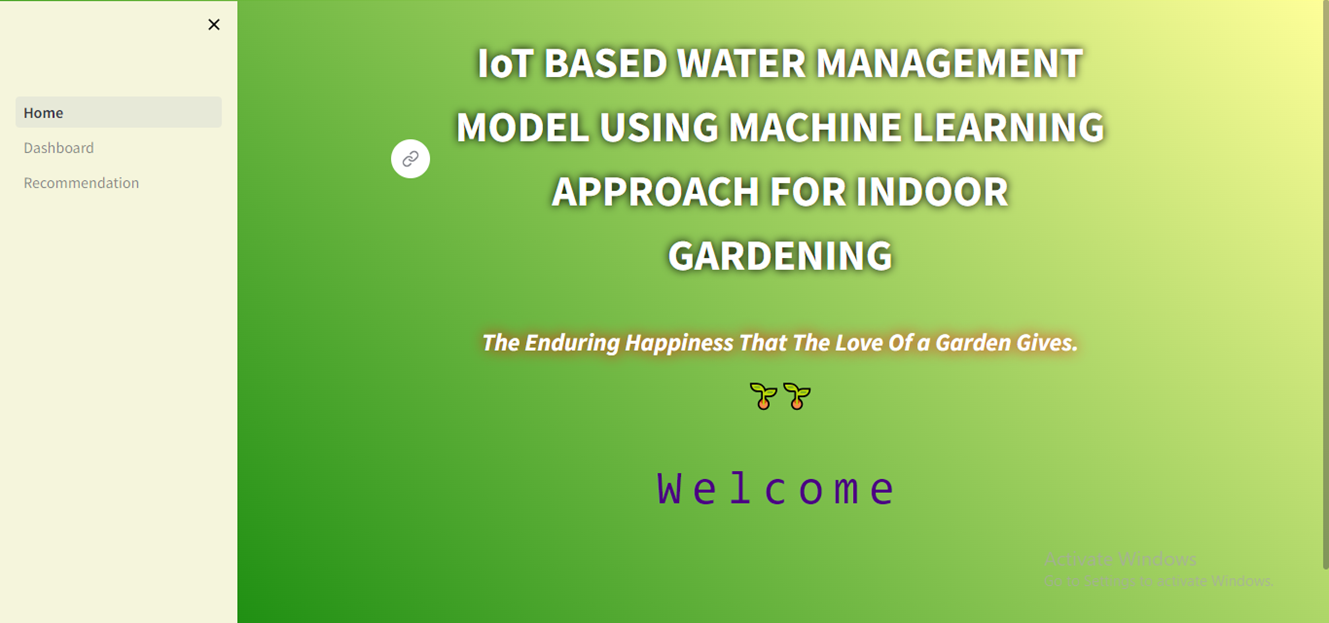 Home
Dashboard
Recommendation
IoT BASED WATER MANAGEMENT
MODEL USING MACHINE LEARNING
APPROACH FOR INDOOR
GARDENING
The Enduring Happiness That The Love Of a Garden Gives.
Welcome
Activate Windows
Go to Settings to activate Windows.